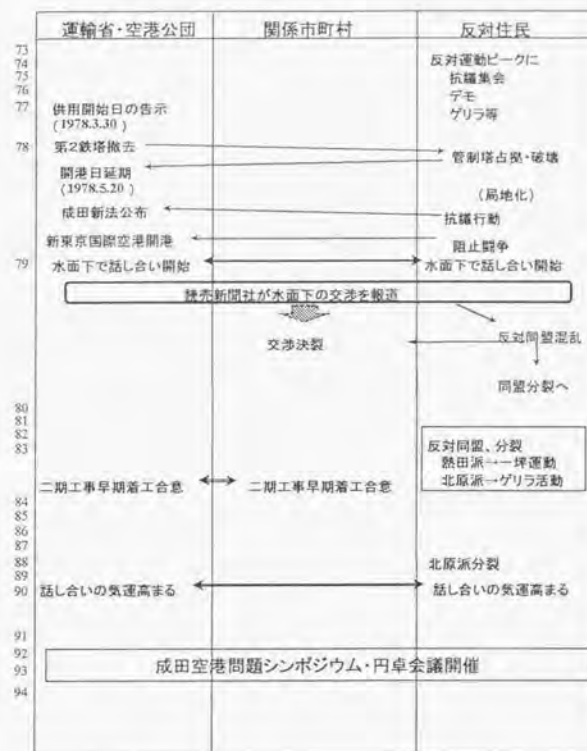 運輸省・空港公団 関係市町村 反対住民
73
74
75
76
77
78
79
80
81
82
83
84
85
86
87
88
89
90
91
92
93
94
反対運動ピークに
抗議集会
デモ
ゲリラ等
供用開始日の告示
(1978.3.30)
第2鉄塔撤去
管制塔占拠・破壊
開港日延期
(1978.5.20)
(局地化)
成田新法公布
抗議行動
新東京国際空港開港
阻止闘争
水面下で話し合い開始 水面下で話し合い開始
読売新聞社が水面下の交渉を報道
反対同盟混乱
交渉決裂
同盟分裂へ
反対同盟、分裂
熱田派→一坪運動
北原派→ゲリラ活動
二期工事早期着工合意 二期工事早期着工合意
北原派分裂
話し合いの気運高まる 話し合いの気運高まる
成田空港問題シンポジウム・円卓会議開催